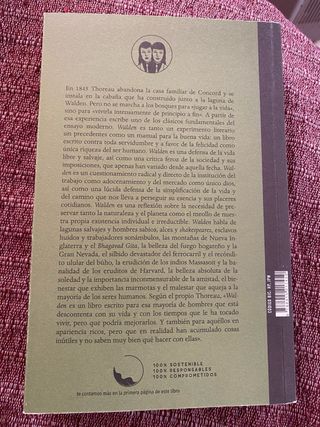 En 1845 Thoreau abandona la casa familiar de Concord y se
instala en la cabaña que ha construido junto a la laguna de
Walden. Pero no se marcha a los bosques para «jugar a la vida»,
sino para «vivirla intensamente de principio a fin». A partir de
esa experiencia escribe uno de los clásicos fundamentales del
ensayo moderno. Walden es tanto un experimento literario
sin precedentes como un manual para la buena vida: un libro
escrito contra toda servidumbre y a favor de la felicidad como
única riqueza del ser humano. Walden es una defensa de la vida
libre y salvaje, así como una crítica feroz de la sociedad y sus
imposiciones, que apenas han variado desde aquella fecha. Wal-
den es un cuestionamiento radical y directo de la institución del
trabajo como adocenamiento y del mercado como único dios,
así como una lúcida defensa de la simplificación de la vida y
del camino que nos lleva a perseguir su esencia y sus placeres
cotidianos. Walden es una reflexión sobre la necesidad de pre-
servar tanto la naturaleza y el planeta como el meollo de nues-
tra propia existencia individual e irreductible. Walden habla de
lagunas salvajes y hombres sabios, alces y shakespeares, esclavos
huidos y trabajadores sonámbulos, las montañas de Nueva In-
glaterra y el Bhagavad Gita, la belleza del fuego hogareño y la
Gran Nevada, el silbido devastador del ferrocarril y el recóndi-
to ulular del búho, la erudición de los indios Massasoit y la ba-
nalidad de los eruditos de Harvard, la belleza absoluta de la
soledad y la importancia inconmensurable de la amistad, el bie-
nestar que exhiben las marmotas y el malestar que aqueja a la
mayoría de los seres humanos. Según el propio Thoreau, «Wal-
den es un libro escrito para esa mayoría de hombres que está
descontenta con su vida y con los tiempos que le ha tocado
vivir, pero que podría mejorarlos. Y también para aquéllos en
apariencia ricos, pero que en realidad han acumulado cosas
inútiles y no saben muy bien qué hacer con ellas».
100% SOSTENIBLE
100% RESPONSABLES
100% COMPROMETIDOS
te contamos más en la primera página de este libro